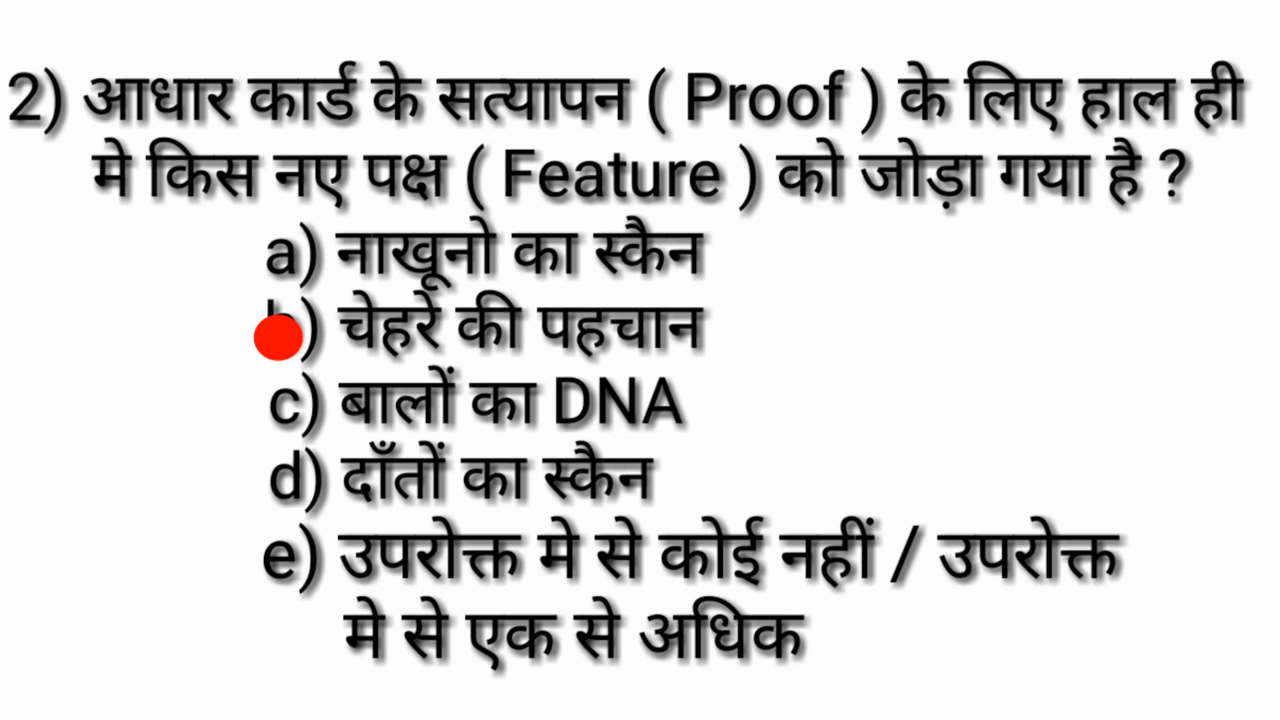 2) आधार कार्ड के सत्यापन ( Proof ) के लिए हाल ही
मे किस नए पक्ष ( Feature ) को जोड़ा गया है ?
a) नाखूनो का स्कैन
b) चेहरे की पहचान
c) बालों का DNA
d) दाँतों का स्कैन
e) उपरोक्त मे से कोई नहीं / उपरोक्त
मे से एक से अधिक